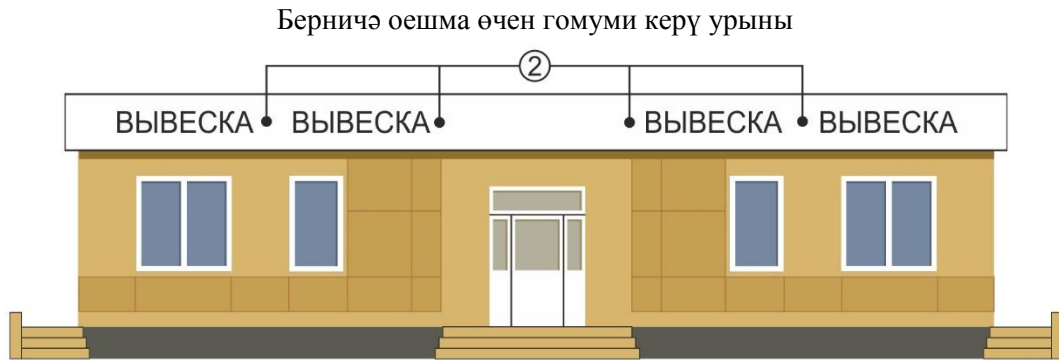 Берничә оешма өчен гомуми керү урыны
2
ВЫВЕСКА ВЫВЕСКА ВЫВЕСКА ВЫВЕСКА